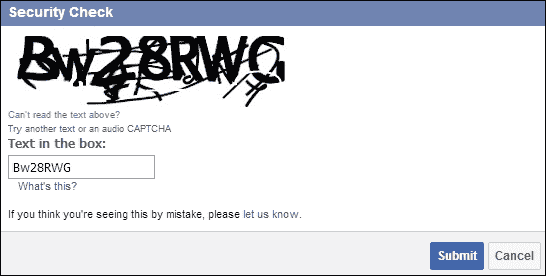 Security Check
Bw28RWG
Can't read the text above?
Try another text or an audio CAPTCHA
Text in the box:
Bw28RWG
What's this?
If you think you're seeing this by mistake, please let us know.
Submit Cancel